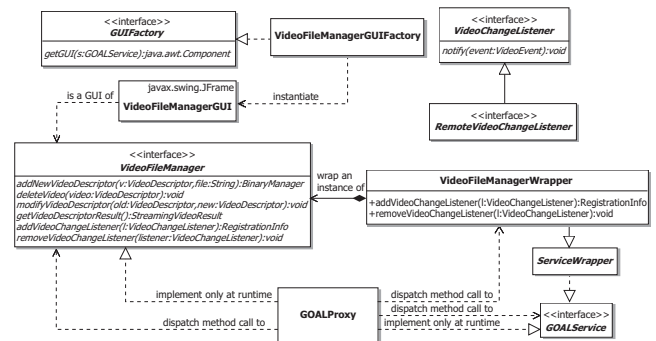 <<interface>>
GUIFactory
getGUI(s:GOALService):java.awt.Component
VideoFileManagerGUIFactory
<<interface>>
VideoChangeListener
notify(event:VideoEvent):void
is a GUI of
javax.swing.JFrame
VideoFileManagerGUI
instantiate
<<interface>>
RemoteVideoChangeListener
<<interface>>
VideoFileManager
addNewVideoDescriptor(v:VideoDescriptor,file:String):BinaryManager
deleteVideo(video:VideoDescriptor):void
modifyVideoDescriptor(old:VideoDescriptor,new:VideoDescriptor):void
getVideoDescriptorResult():StreamingVideoResult
addVideoChangeListener(l:VideoChangeListener):RegistrationInfo
removeVideoChangeListener(listener:VideoChangeListener):void
wrap an
instance of
VideoFileManagerWrapper
+addVideoChangeListener(l:VideoChangeListener):RegistrationInfo
+removeVideoChangeListener(l:VideoChangeListener):void
ServiceWrapper
implement only at runtime
dispatch method call to
GOALProxy
dispatch method call to
dispatch method call to
implement only at runtime
<<interface>>
GOALService